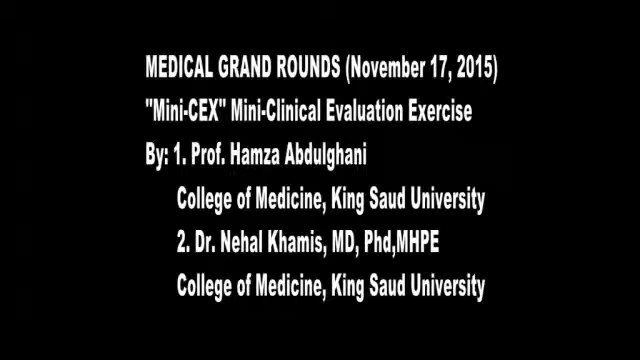 MEDICAL GRAND ROUNDS (November 17, 2015)
"Mini-CEX" Mini-Clinical Evaluation Exercise
By: 1. Prof. Hamza Abdulghani
College of Medicine, King Saud University
2. Dr. Nehal Khamis, MD, Phd,MHPE
College of Medicine, King Saud University